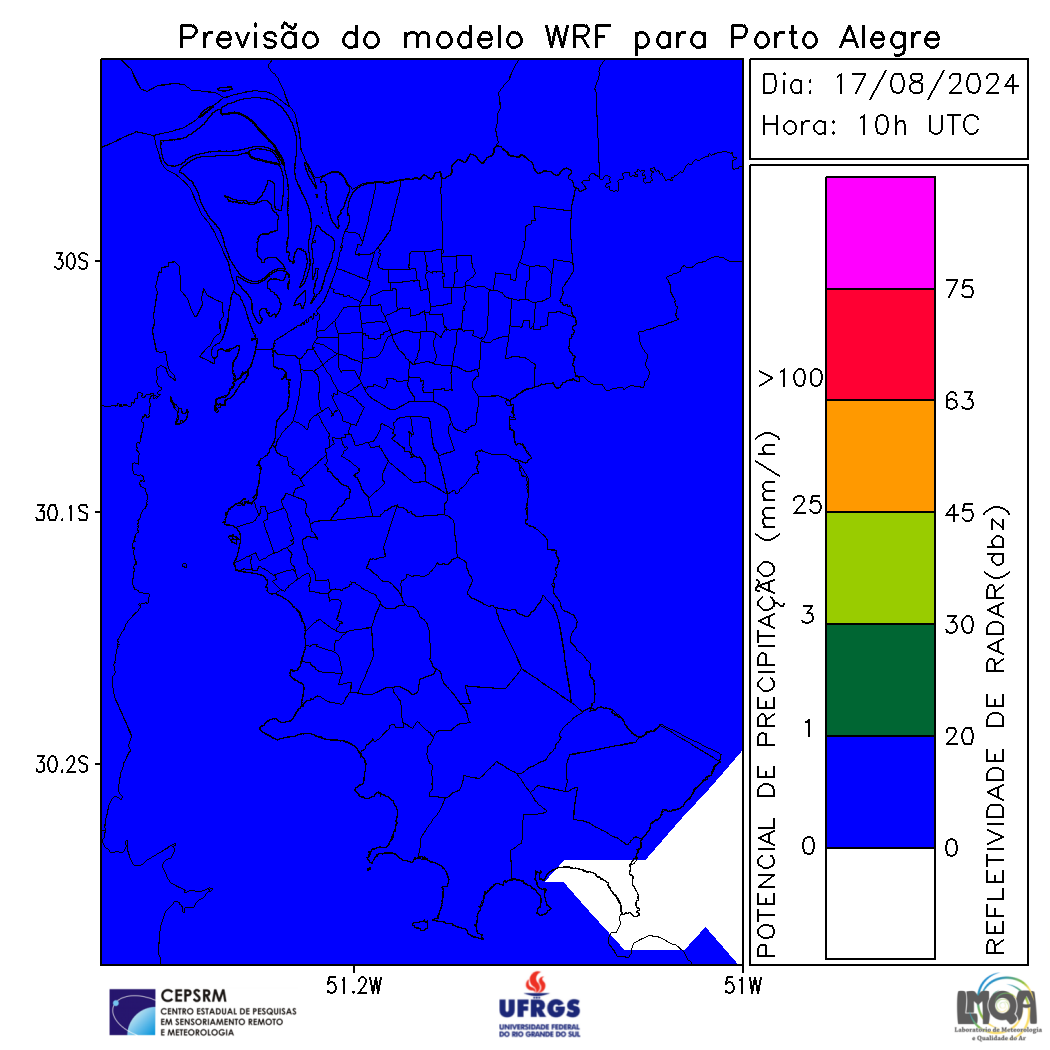 Previsão do modelo WRF para Porto Alegre
Dia: 17/08/2024
Hora: 10h UTC
30S
30.1S
30.2S
51.2W
51W
POTENCIAL DE PRECIPITAÇÃO (mm/h)
>100
25
3
1
0
75
63
45
30
20
0
REFLETIVIDADE DE RADAR(dbz)
CEPSRM
CENTRO ESTADUAL DE PESQUISAS
EM SENSORIAMENTO REMOTO
E METEOROLOGIA
UFRGS
UNIVERSIDADE FEDERAL
DO RIO GRANDE DO SUL
LMQA
Laboratório de Meteorologia
e Qualidade do Ar